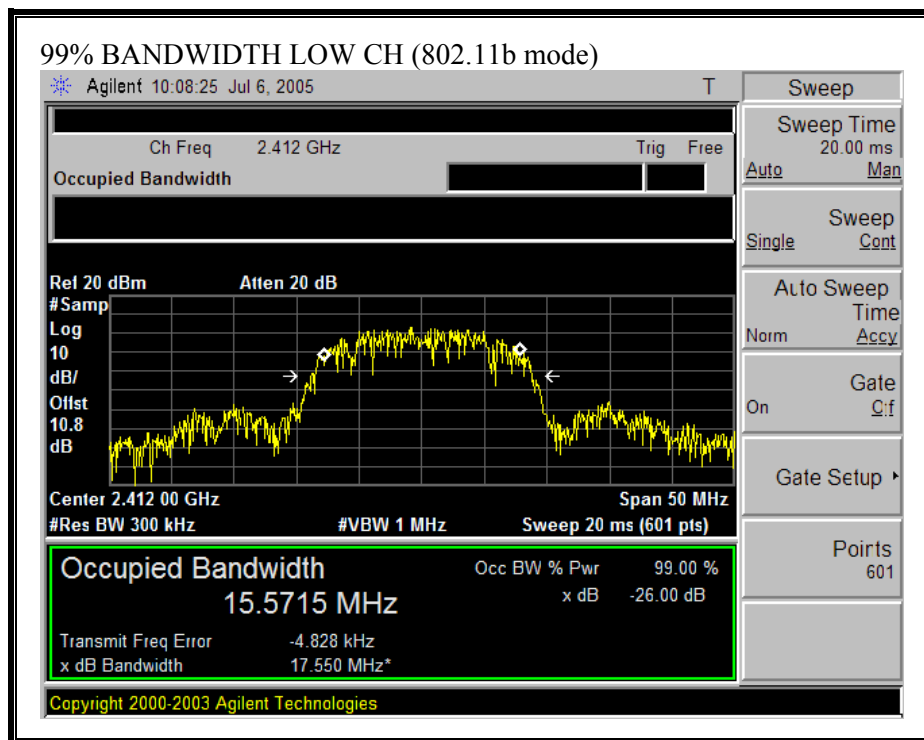 99% BANDWIDTH LOW CH (802.11b mode)
Agilent 10:08:25 Jul 6, 2005 T
Sweep
Ch Freq 2.412 GHz Trig Free
Occupied Bandwidth
Sweep Time
20.00 ms
Auto Man
Sweep
Single Cont
Auto Sweep
Time
Norm Accy
Gate
On Off
Gate Setup
Points
601
Ref 20 dBm Atten 20 dB
#Samp
Log
10
dB/
Offst
10.8
dB
Center 2.412 00 GHz Span 50 MHz
#Res BW 300 kHz #VBW 1 MHz Sweep 20 ms (601 pts)
Occupied Bandwidth Occ BW % Pwr 99.00 %
15.5715 MHz x dB -26.00 dB
Transmit Freq Error -4.828 kHz
x dB Bandwidth 17.550 MHz*
Copyright 2000-2003 Agilent Technologies